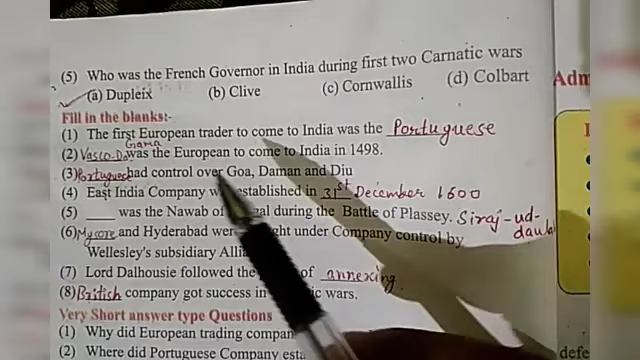 (5) Who was the French Governor in India during first two Carnatic wars
(a) Dupleix (b) Clive (c) Cornwallis (d) Colbart
Adm
Fill in the blanks:-
(1) The first European trader to come to India was the Portuguese
(2) Vasco Da Gama was the European to come to India in 1498.
(3) had control over Goa, Daman and Diu
(4) East India Company established in 31st December 1600
(5) ____ was the Nawab of during the Battle of Plassey. Siraj-ud-
daula
(6) Mysore and Hyderabad were under Company control by
Wellesley's subsidiary
(7) Lord Dalhousie followed the of annexing.
(8) British company got success in wars.
Very Short answer type Questions
(1) Why did European trading
(2) Where did Portuguese Company
defe